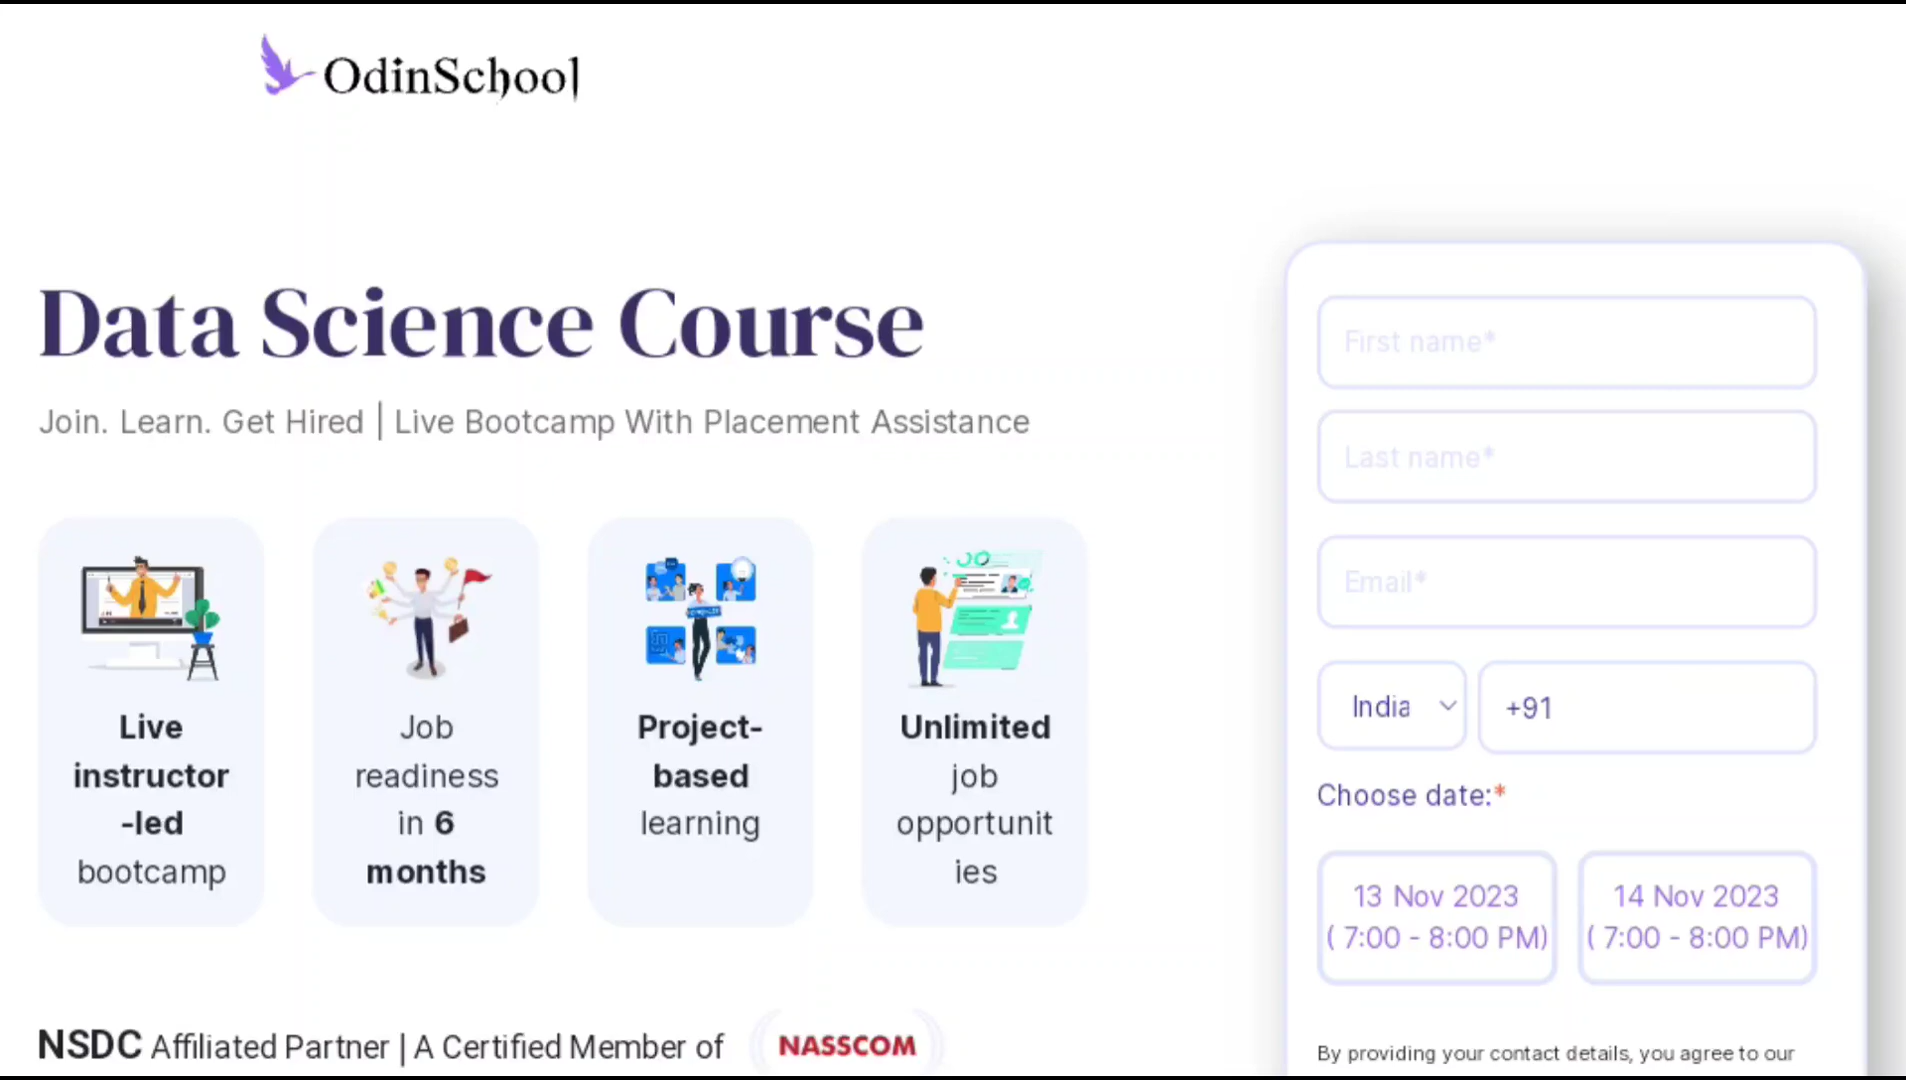 OdinSchool
Data Science Course
Join. Learn. Get Hired | Live Bootcamp With Placement Assistance
Live
instructor
-led
bootcamp
Job
readiness
in 6
months
Project-
based
learning
Unlimited
job
opportunit
ies
NSDC Affiliated Partner | A Certified Member of NASSCOM
First name*
Last name*
Email*
India +91
Choose date:*
13 Nov 2023
( 7:00 - 8:00 PM)
14 Nov 2023
( 7:00 - 8:00 PM)
By providing your contact details, you agree to our